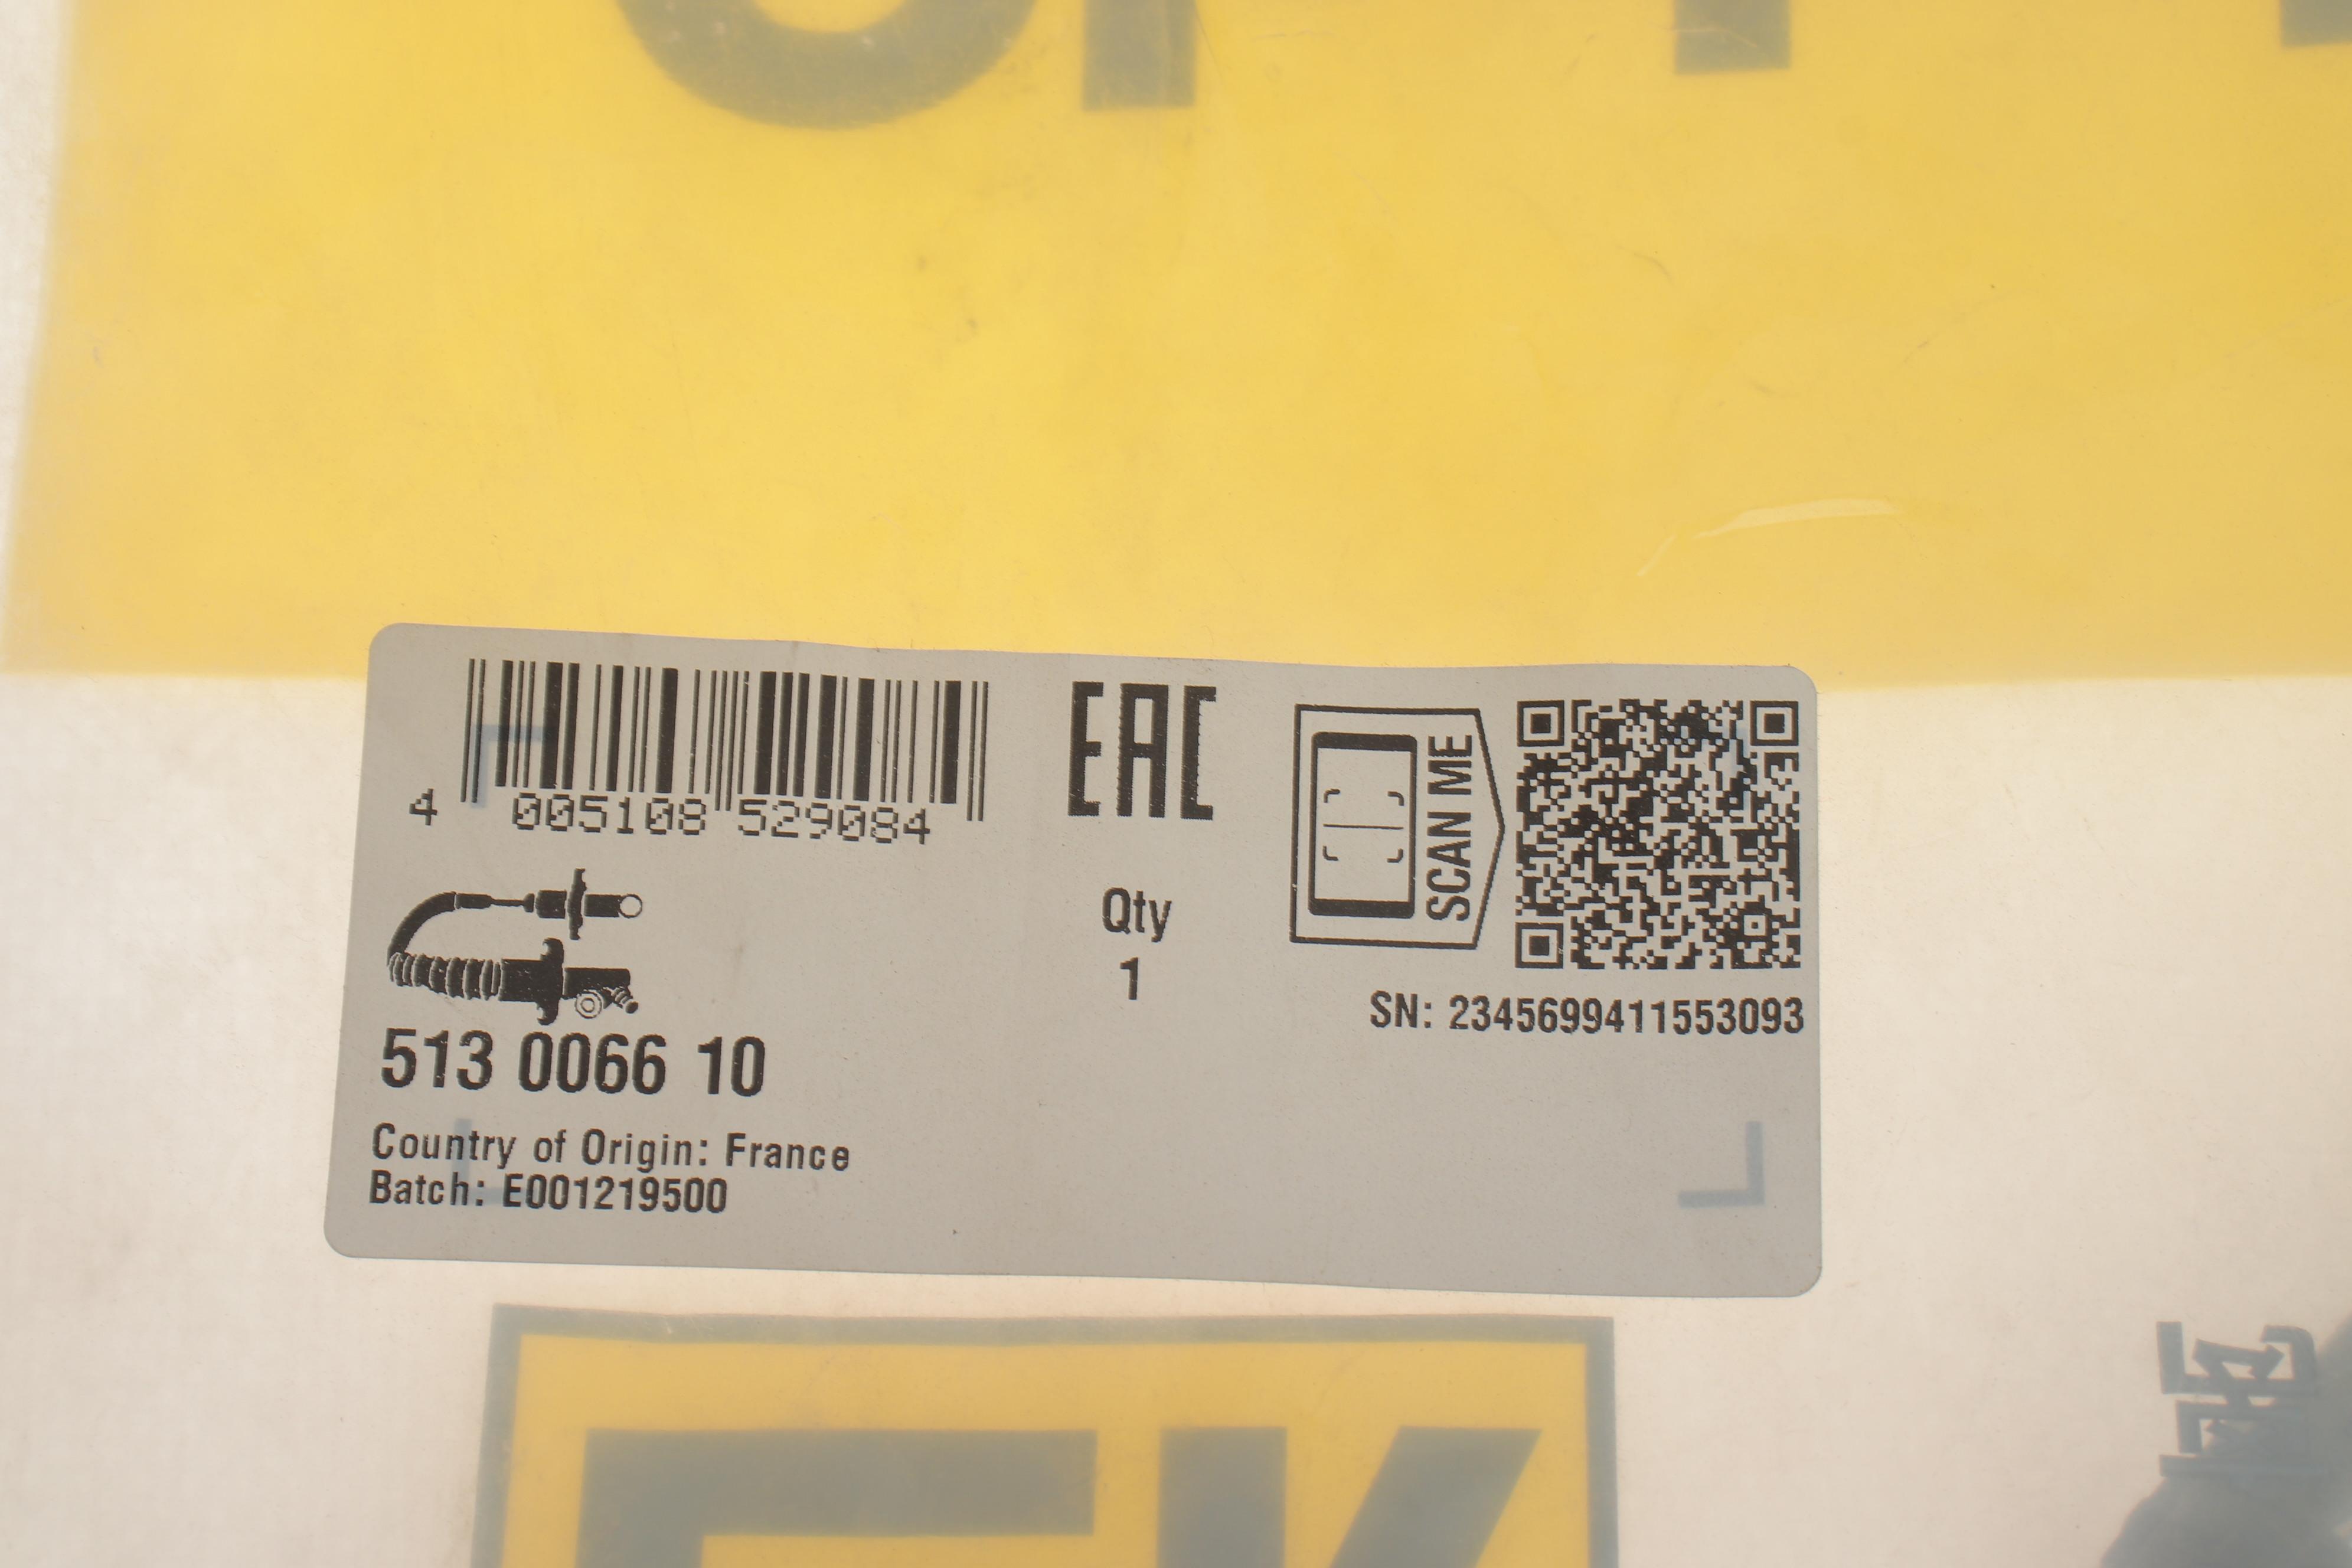 4 005108 529084
EAC
SCAN ME
Qty
1
SN: 2345699411553093
513 0066 10
Country of Origin: France
Batch: E001219500